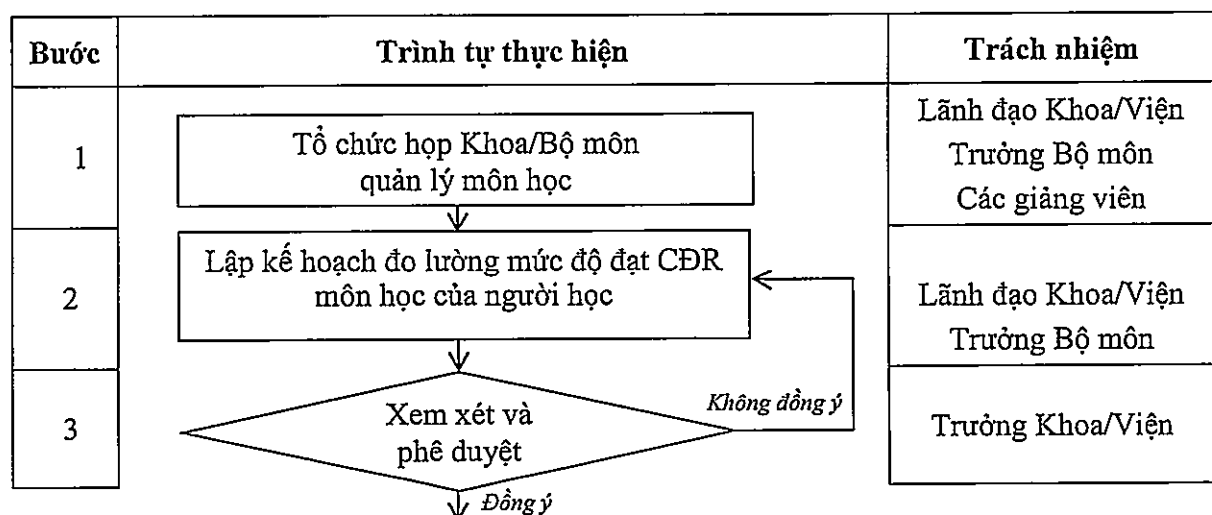 Bước
Trình tự thực hiện
Trách nhiệm
1
Tổ chức họp Khoa/Bộ môn
quản lý môn học
Lãnh đạo Khoa/Viện
Trưởng Bộ môn
Các giảng viên
2
Lập kế hoạch đo lường mức độ đạt CĐR
môn học của người học
Lãnh đạo Khoa/Viện
Trưởng Bộ môn
3
Xem xét và
phê duyệt
Không đồng ý
Trưởng Khoa/Viện
Đồng ý